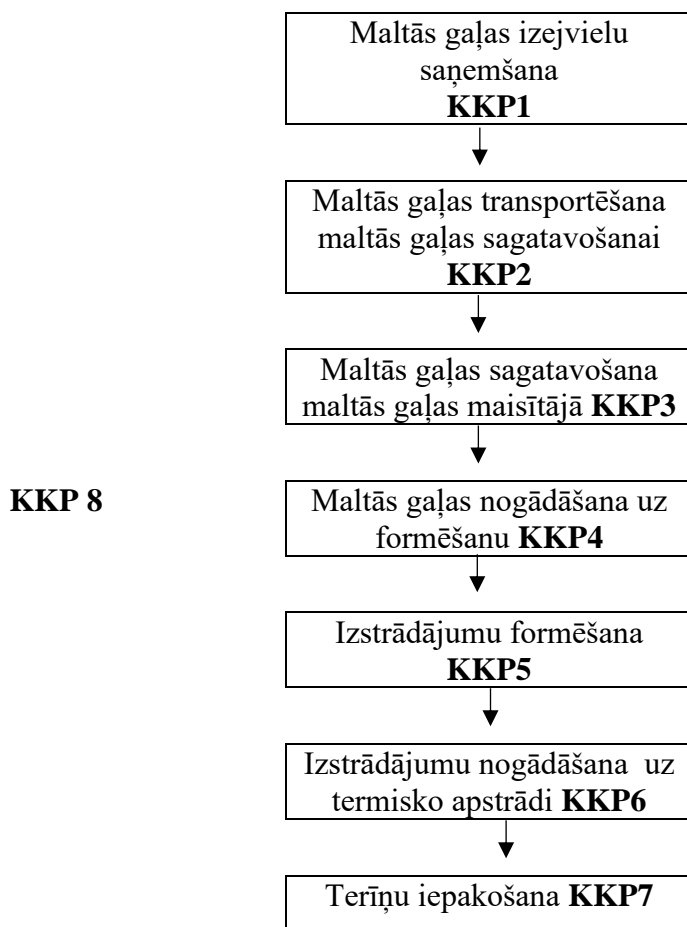 Maltās gaļas izejvielu
saņemšana
KKP1
Maltās gaļas transportēšana
maltās gaļas sagatavošanai
KKP2
Maltās gaļas sagatavošana
maltās gaļas maisītājā KKP3
KKP 8
Maltās gaļas nogādāšana uz
formēšanu KKP4
Izstrādājumu formēšana
KKP5
Izstrādājumu nogādāšana uz
termisko apstrādi KKP6
Terīņu iepakošana KKP7